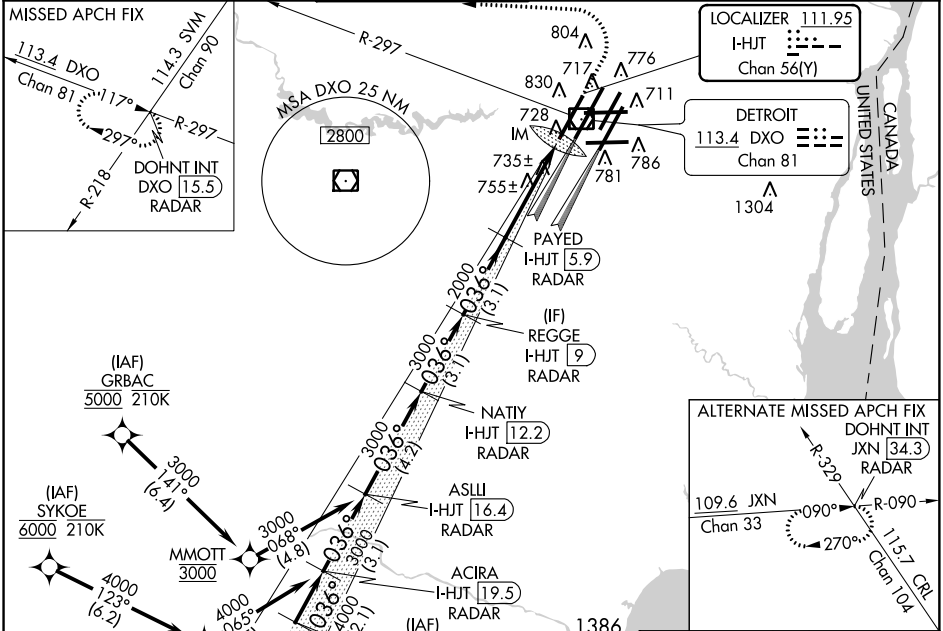 MISSED APCH FIX
113.4 DXO
Chan 81
114.3 SVM
Chan 90
117°
297°
R-297
R-218
DOHNT INT
DXO 15.5
RADAR
R-297
MSA DXO 25 NM
2800
804
717
776
830
711
728
IM
735±
755±
781
786
1304
LOCALIZER 111.95
I-HJT
Chan 56(Y)
DETROIT
113.4 DXO
Chan 81
CANADA
UNITED STATES
PAYED
I-HJT 5.9
RADAR
2000
036°
(3.1)
(IF)
REGGE
I-HJT 9
RADAR
3000
036°
(3.1)
NATIY
I-HJT 12.2
RADAR
3000
036°
(4.2)
ASLLI
I-HJT 16.4
RADAR
036°
3000
(3.1)
ACIRA
I-HJT 19.5
RADAR
036°
4000
(IAF)
1386
(IAF)
GRBAC
5000 210K
3000
141°
(6.4)
(IAF)
SYKOE
6000 210K
4000
123°
(6.2)
MMOTT
3000
3000
068°
(4.8)
4000
065°
ALTERNATE MISSED APCH FIX
DOHNT INT
JXN 34.3
RADAR
R-329
109.6 JXN
Chan 33
090°
R-090
270°
115.7 CRL
Chan 104